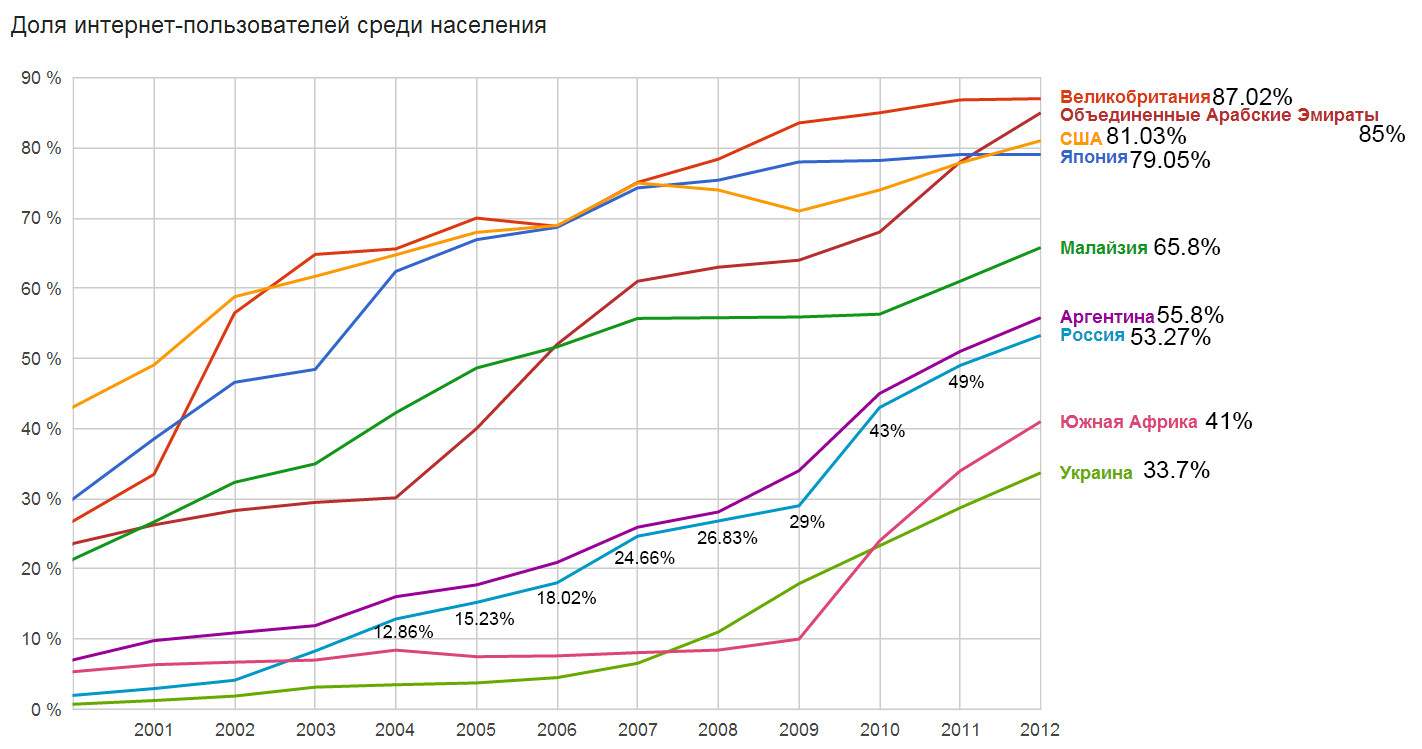 Доля интернет-пользователей среди населения
90 %
80 %
70 %
60 %
50 %
40 %
30 %
20 %
10 %
0 %
Великобритания 87.02%
Объединенные Арабские Эмираты
85%
США 81.03%
Япония 79.05%
Малайзия 65.8%
Аргентина 55.8%
Россия 53.27%
Южная Африка 41%
Украина 33.7%
12.86%
15.23%
18.02%
24.66%
26.83%
29%
43%
49%
2001 2002 2003 2004 2005 2006 2007 2008 2009 2010 2011 2012